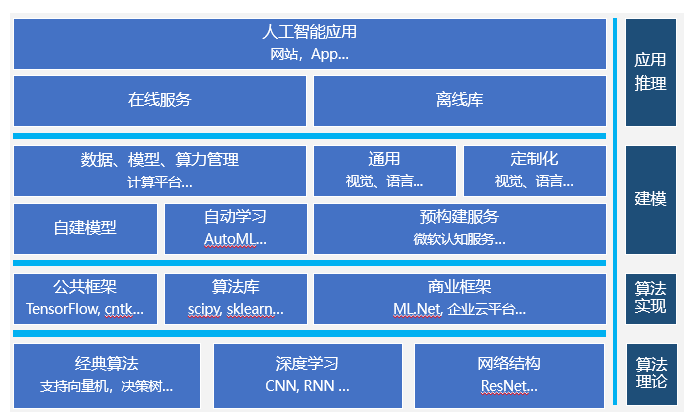 人工智能应用
网站，App...
在线服务
离线库
应用
推理
数据、模型、算力管理
计算平台...
通用
视觉、语言...
定制化
视觉、语言...
自建模型
自动学习
AutoML...
预构建服务
微软认知服务...
建模
公共框架
TensorFlow, cntk...
算法库
scipy, sklearn...
商业框架
ML.Net, 企业云平台...
算法
实现
经典算法
支持向量机，决策树...
深度学习
CNN, RNN ...
网络结构
ResNet...
算法
理论